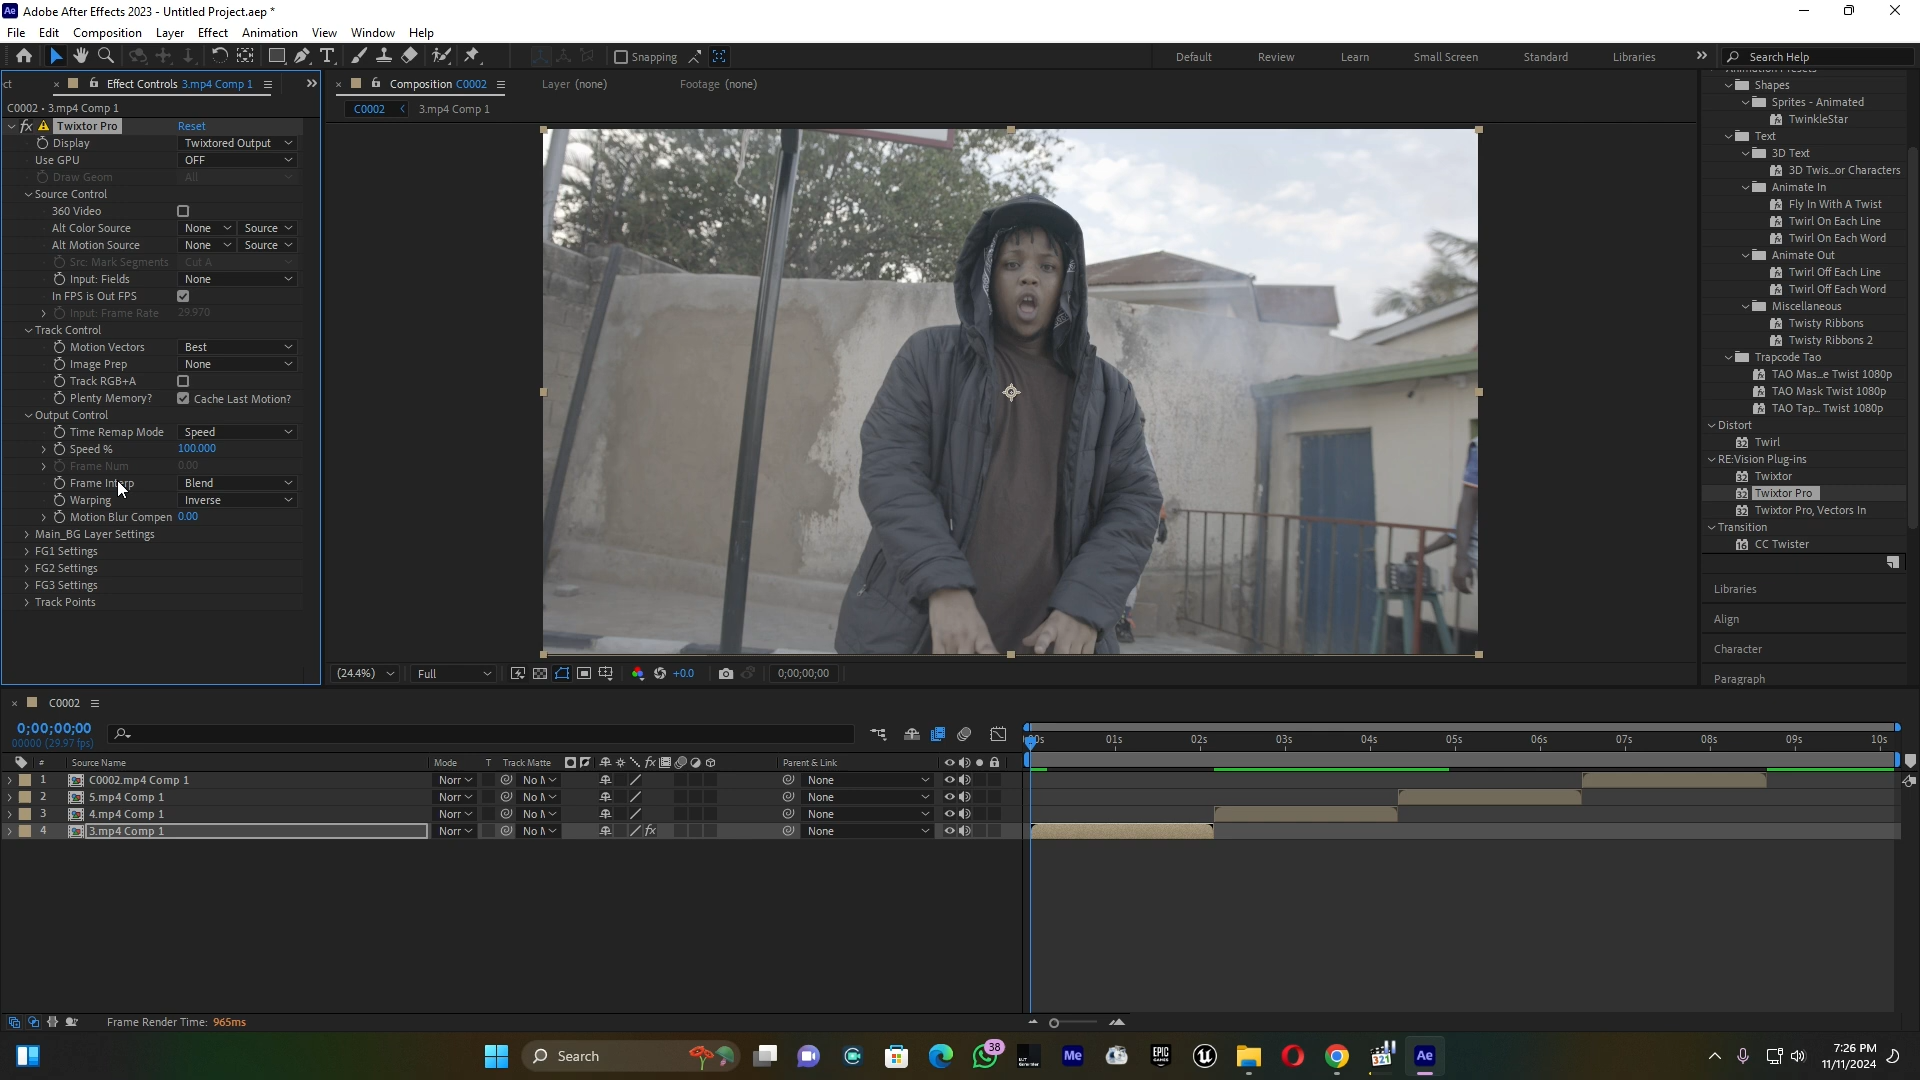 Adobe After Effects 2023 - Untitled Project.aep *
File Edit Composition Layer Effect Animation View Window Help
Snapping
Default Review Learn Small Screen Standard Libraries
Search Help
ct
Effect Controls 3.mp4 Comp 1
C0002 • 3.mp4 Comp 1
fx Twixtor Pro Reset
Display Twixtored Output
Use GPU OFF
Draw Geom All
Source Control
360 Video
Alt Color Source None Source
Alt Motion Source None Source
Src: Mark Segments Cut A
Input: Fields None
In FPS is Out FPS
Input: Frame Rate 29.970
Track Control
Motion Vectors Best
Image Prep None
Track RGB+A
Plenty Memory? Cache Last Motion?
Output Control
Time Remap Mode Speed
Speed % 100.000
Frame Num 0.00
Frame Interp Blend
Warping Inverse
Motion Blur Compen 0.00
Main_BG Layer Settings
FG1 Settings
FG2 Settings
FG3 Settings
Track Points
Composition C0002
Layer (none)
Footage (none)
C0002 3.mp4 Comp 1
(24.4%) Full +0.0 0;00;00;00
Shapes
Sprites - Animated
TwinkleStar
Text
3D Text
3D Twis...or Characters
Animate In
Fly In With A Twist
Twirl On Each Line
Twirl On Each Word
Animate Out
Twirl Off Each Line
Twirl Off Each Word
Miscellaneous
Twisty Ribbons
Twisty Ribbons 2
Trapcode Tao
TAO Mas...e Twist 1080p
TAO Mask Twist 1080p
TAO Tap... Twist 1080p
Distort
Twirl
RE:Vision Plug-ins
Twixtor
Twixtor Pro
Twixtor Pro, Vectors In
Transition
CC Twister
Libraries
Align
Character
Paragraph
C0002
0;00;00;00
00000 (29.97 fps)
# Source Name Mode T Track Matte fx Parent & Link
1 C0002.mp4 Comp 1 Norr No M None
2 5.mp4 Comp 1 Norr No M None
3 4.mp4 Comp 1 Norr No M None
4 3.mp4 Comp 1 Norr No M fx None
01s 02s 03s 04s 05s 06s 07s 08s 09s 10s
Frame Render Time: 965ms
Search
38
Me
EPIC GAMES
321
Ae
7:26 PM
11/11/2024